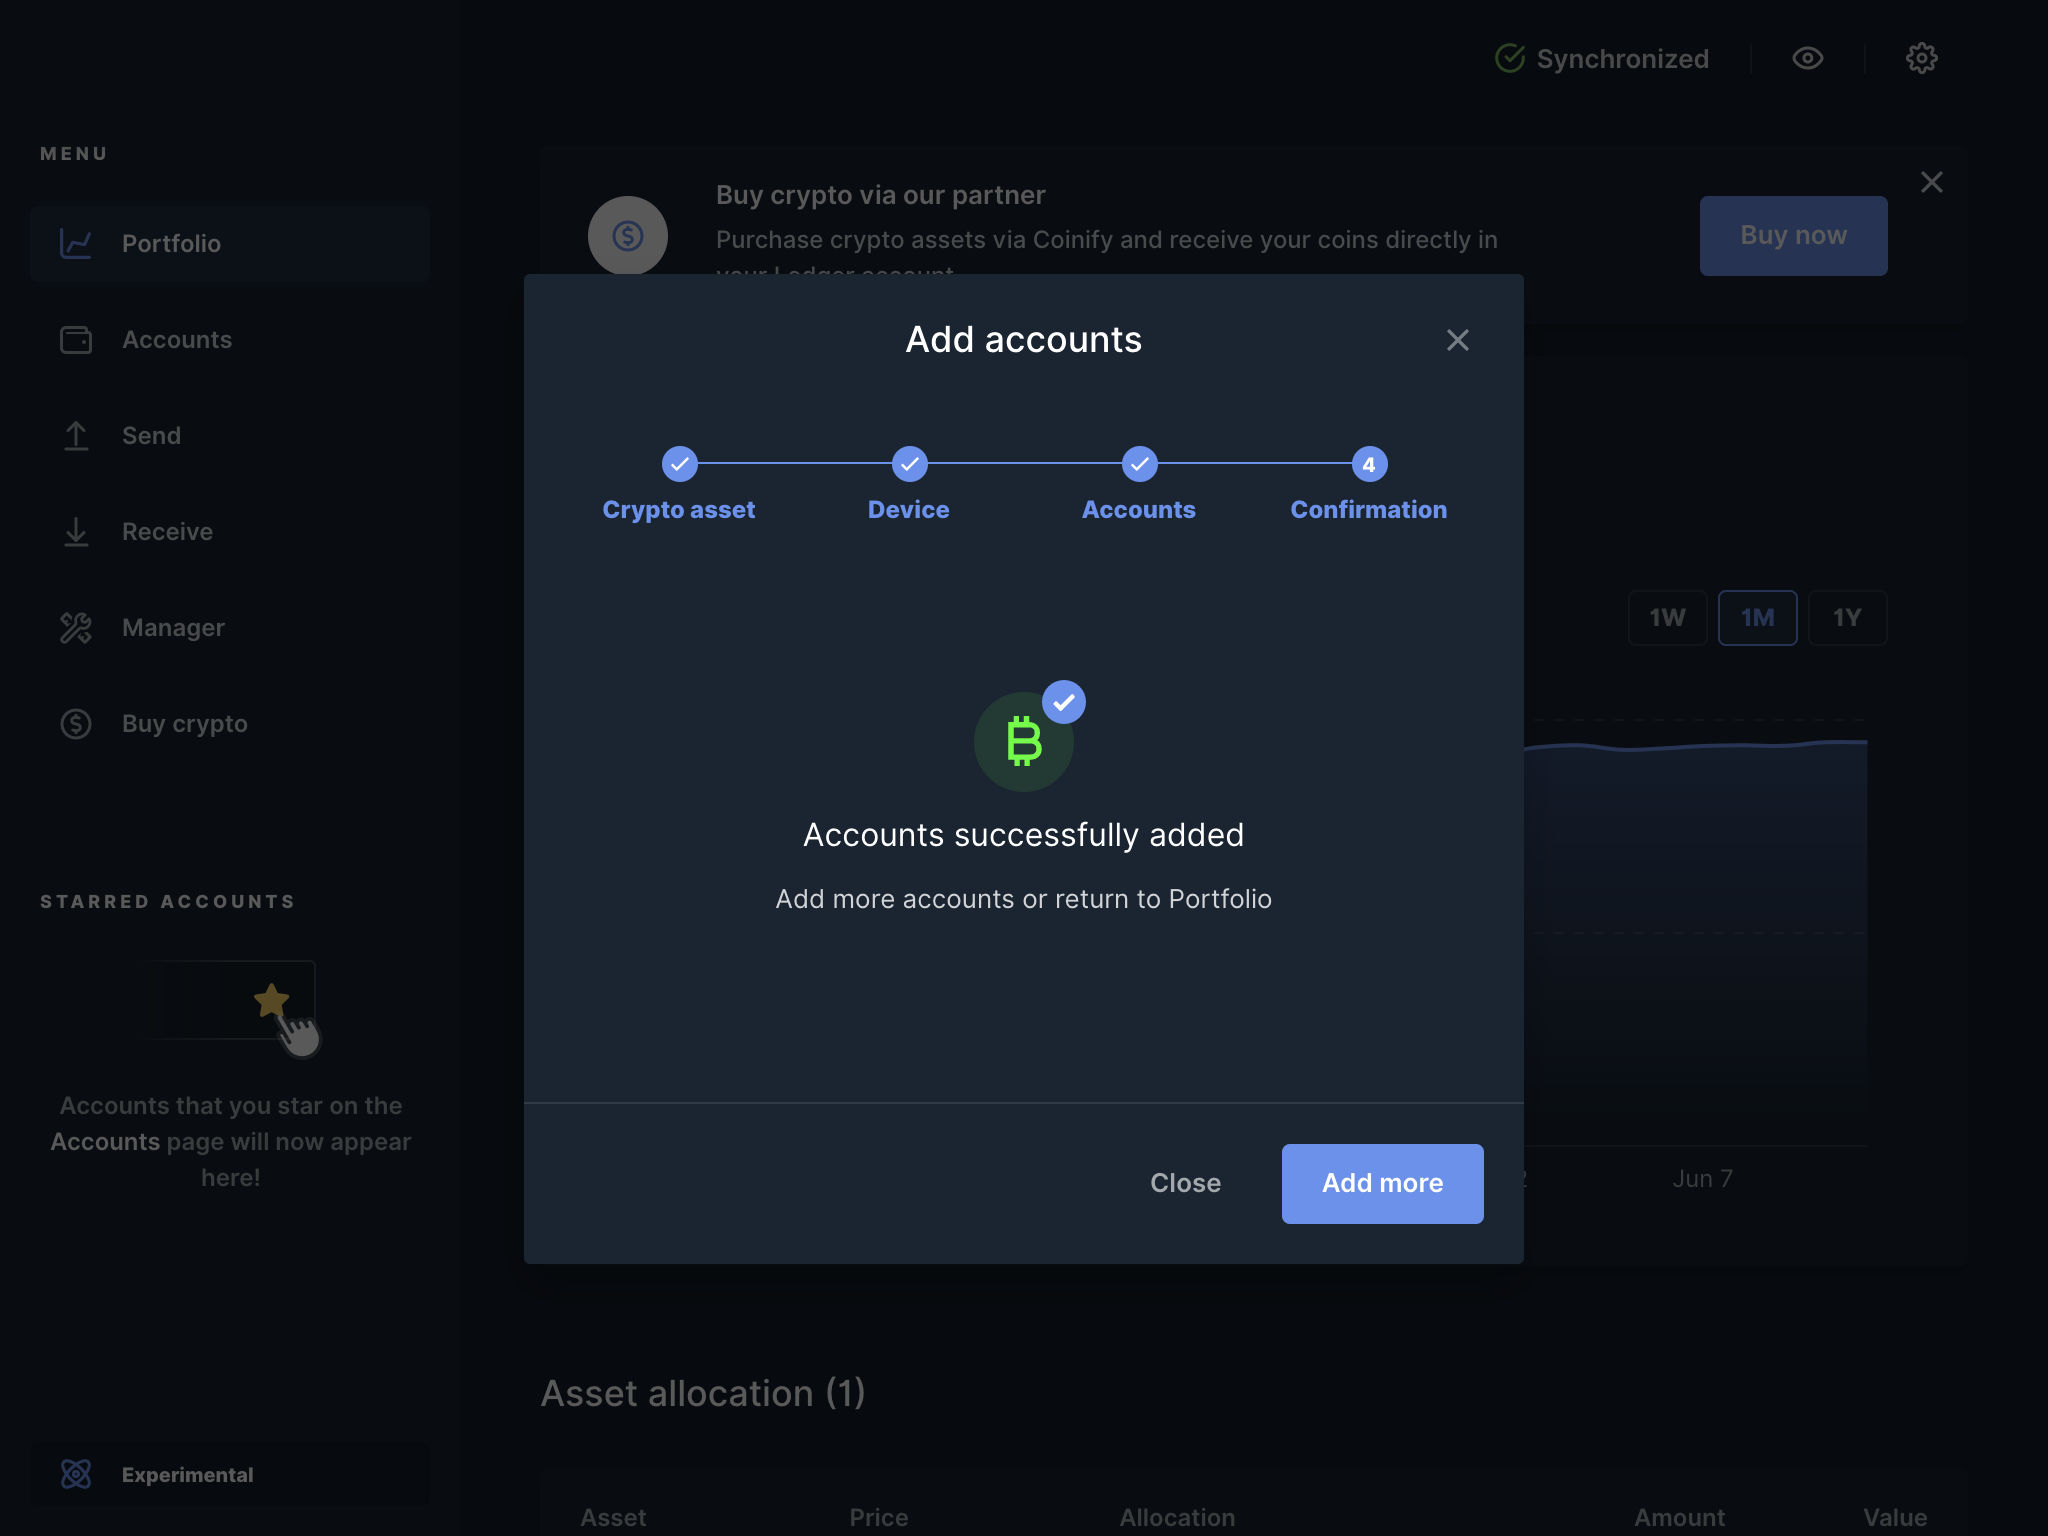 Synchronized
MENU
Portfolio
Accounts
Send
Receive
Manager
Buy crypto
STARRED ACCOUNTS
Accounts that you star on the
Accounts page will now appear
here!
Experimental
Buy crypto via our partner
Purchase crypto assets via Coinify and receive your coins directly in
your Ledger account
Buy now
Add accounts
4
Crypto asset
Device
Accounts
Confirmation
Accounts successfully added
Add more accounts or return to Portfolio
Close
Add more
1W
1M
1Y
Jun 7
Asset allocation (1)
Asset
Price
Allocation
Amount
Value